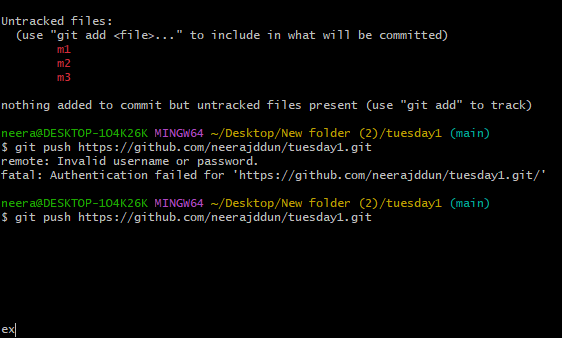 Untracked files:
(use "git add <file>..." to include in what will be committed)
m1
m2
m3
nothing added to commit but untracked files present (use "git add" to track)
neera@DESKTOP-1O4K26K MINGW64 ~/Desktop/New folder (2)/tuesday1 (main)
$ git push https://github.com/neerajddun/tuesday1.git
remote: Invalid username or password.
fatal: Authentication failed for 'https://github.com/neerajddun/tuesday1.git/'
neera@DESKTOP-1O4K26K MINGW64 ~/Desktop/New folder (2)/tuesday1 (main)
$ git push https://github.com/neerajddun/tuesday1.git
ex